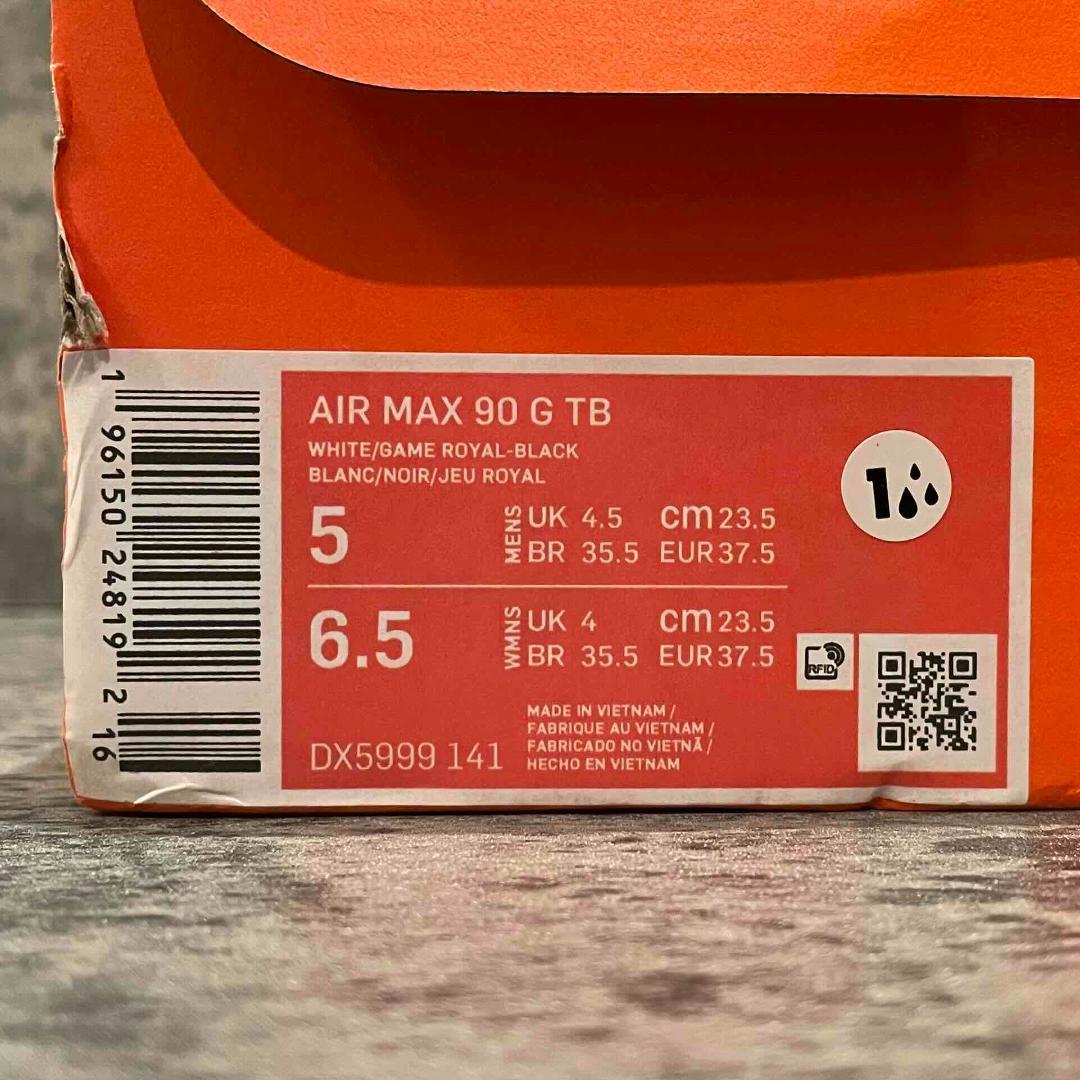 AIR MAX 90 G TB
WHITE/GAME ROYAL-BLACK
BLANC/NOIR/JEU ROYAL
5
MENS
UK 4.5 cm 23.5
BR 35.5 EUR 37.5
6.5
WMNS
UK 4 cm 23.5
BR 35.5 EUR 37.5
MADE IN VIETNAM /
FABRIQUE AU VIETNAM /
FABRICADO NO VIETNÃ /
HECHO EN VIETNAM
DX5999 141
1 96150 24819 2 16
1
RFID